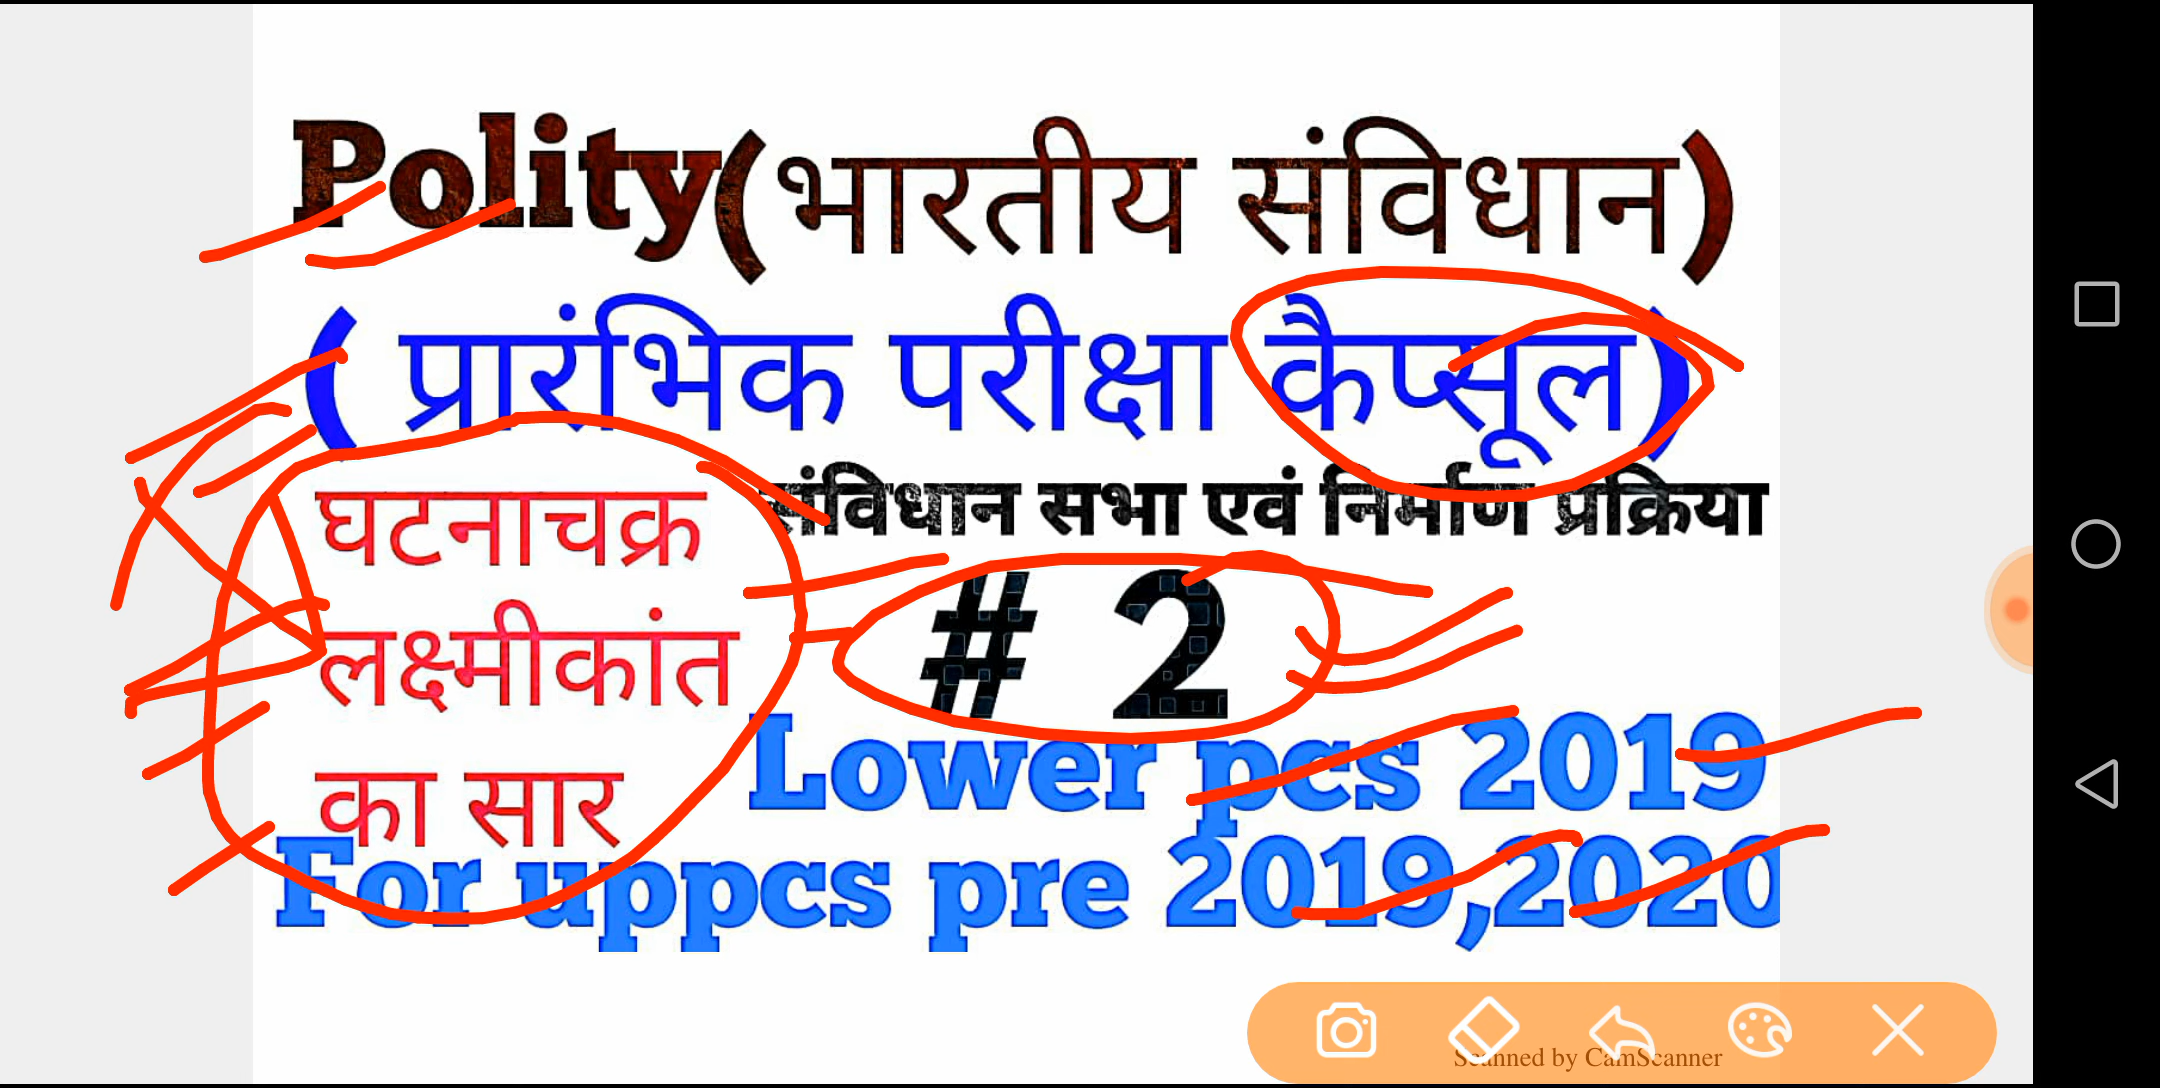 Polity(भारतीय संविधान)
( प्रारंभिक परीक्षा कैप्सूल)
घटनाचक्र
संविधान सभा एवं निर्माण प्रक्रिया
लक्ष्मीकांत
# 2
का सार
Lower pcs 2019
For uppcs pre 2019,2020
Scanned by CamScanner